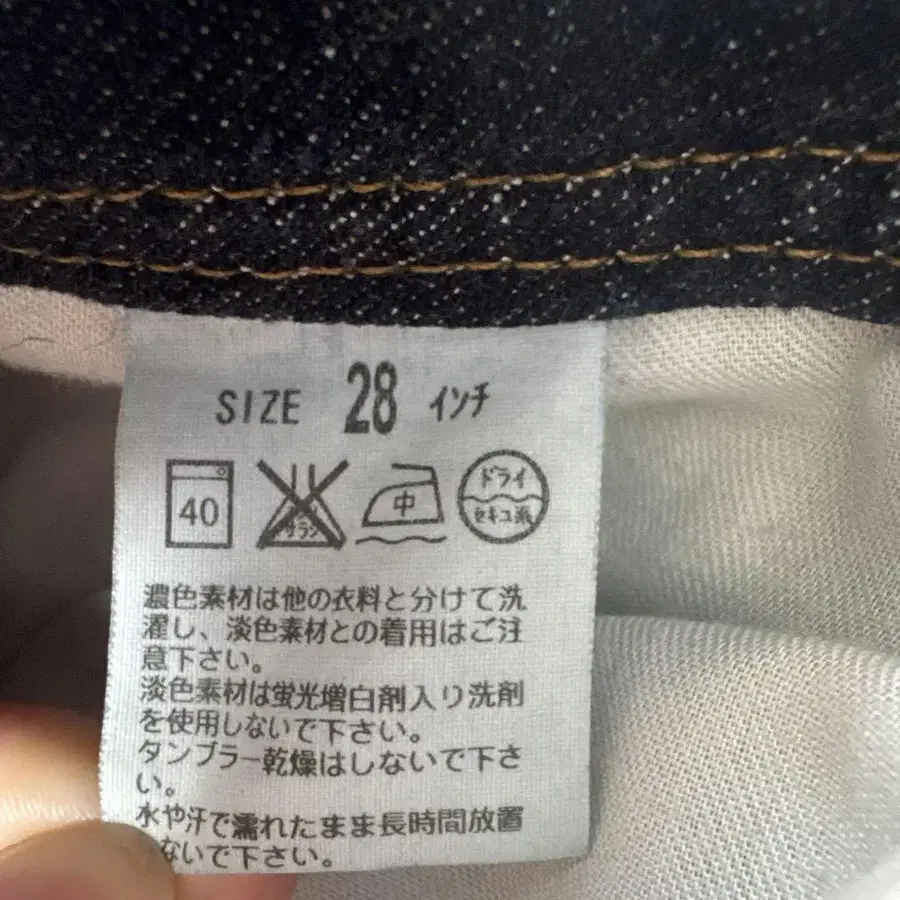 SIZE 28 インチ
40 サラシ 中 ドライ
セキユ系
濃色素材は他の衣料と分けて洗
濯し、淡色素材との着用はご注
意下さい。
淡色素材は蛍光増白剤入り洗剤
を使用しないで下さい。
タンブラー乾燥はしないで下さ
い。
水や汗で濡れたまま長時間放置
ないで下さい。